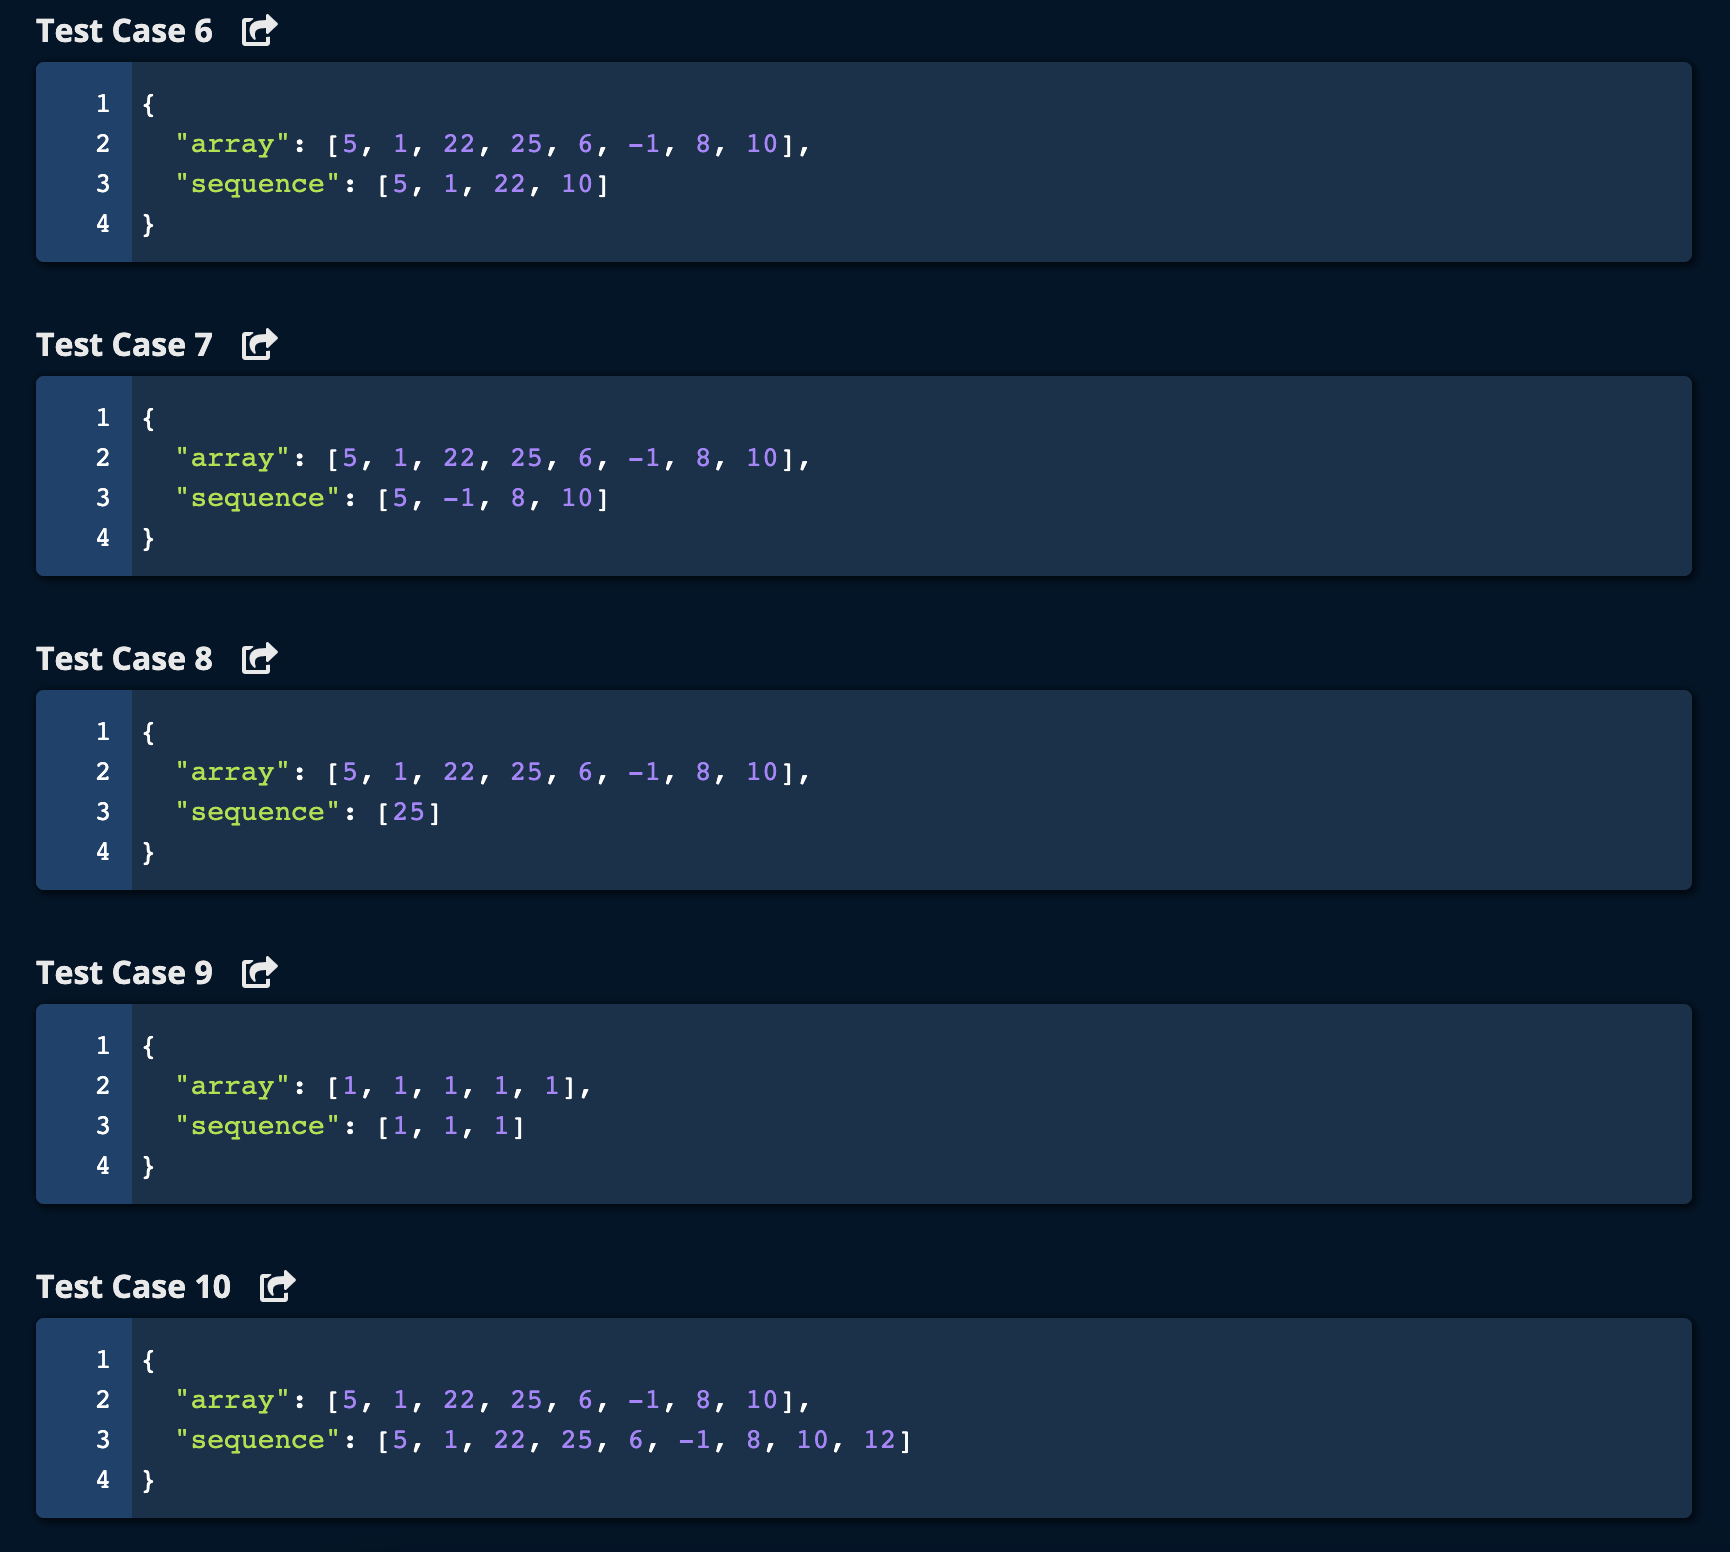 Test Case 6
1 {
2   "array": [5, 1, 22, 25, 6, -1, 8, 10],
3   "sequence": [5, 1, 22, 10]
4 }
Test Case 7
1 {
2   "array": [5, 1, 22, 25, 6, -1, 8, 10],
3   "sequence": [5, -1, 8, 10]
4 }
Test Case 8
1 {
2   "array": [5, 1, 22, 25, 6, -1, 8, 10],
3   "sequence": [25]
4 }
Test Case 9
1 {
2   "array": [1, 1, 1, 1, 1],
3   "sequence": [1, 1, 1]
4 }
Test Case 10
1 {
2   "array": [5, 1, 22, 25, 6, -1, 8, 10],
3   "sequence": [5, 1, 22, 25, 6, -1, 8, 10, 12]
4 }